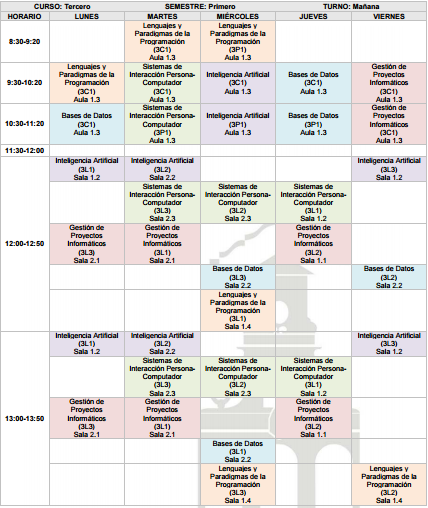 CURSO: Tercero SEMESTRE: Primero TURNO: Mañana
HORARIO LUNES MARTES MIÉRCOLES JUEVES VIERNES
8:30-9:20
Lenguajes y
Paradigmas de la
Programación
(3C1)
Aula 1.3
Lenguajes y
Paradigmas de la
Programación
(3P1)
Aula 1.3
9:30-10:20
Lenguajes y
Paradigmas de la
Programación
(3C1)
Aula 1.3
Sistemas de
Interacción Persona-
Computador
(3C1)
Aula 1.3
Inteligencia Artificial
(3C1)
Aula 1.3
Bases de Datos
(3C1)
Aula 1.3
Gestión de
Proyectos
Informáticos
(3C1)
Aula 1.3
10:30-11:20
Bases de Datos
(3C1)
Aula 1.3
Sistemas de
Interacción Persona-
Computador
(3P1)
Aula 1.3
Inteligencia Artificial
(3P1)
Aula 1.3
Bases de Datos
(3P1)
Aula 1.3
Gestión de
Proyectos
Informáticos
(3C1)
Aula 1.3
11:30-12:00
12:00-12:50
Inteligencia Artificial
(3L1)
Sala 1.2
Inteligencia Artificial
(3L2)
Sala 2.2
Inteligencia Artificial
(3L3)
Sala 1.2
Sistemas de
Interacción Persona-
Computador
(3L3)
Sala 2.3
Sistemas de
Interacción Persona-
Computador
(3L2)
Sala 2.3
Sistemas de
Interacción Persona-
Computador
(3L1)
Sala 1.2
Gestión de
Proyectos
Informáticos
(3L3)
Sala 2.1
Gestión de
Proyectos
Informáticos
(3L1)
Sala 2.1
Gestión de
Proyectos
Informáticos
(3L2)
Sala 1.1
Bases de Datos
(3L3)
Sala 2.2
Bases de Datos
(3L2)
Sala 2.2
Lenguajes y
Paradigmas de la
Programación
(3L1)
Sala 1.4
13:00-13:50
Inteligencia Artificial
(3L1)
Sala 1.2
Inteligencia Artificial
(3L2)
Sala 2.2
Inteligencia Artificial
(3L3)
Sala 1.2
Sistemas de
Interacción Persona-
Computador
(3L3)
Sala 2.3
Sistemas de
Interacción Persona-
Computador
(3L2)
Sala 2.3
Sistemas de
Interacción Persona-
Computador
(3L1)
Sala 1.2
Gestión de
Proyectos
Informáticos
(3L3)
Sala 2.1
Gestión de
Proyectos
Informáticos
(3L1)
Sala 2.1
Gestión de
Proyectos
Informáticos
(3L2)
Sala 1.1
Bases de Datos
(3L1)
Sala 2.2
Lenguajes y
Paradigmas de la
Programación
(3L3)
Sala 1.4
Lenguajes y
Paradigmas de la
Programación
(3L2)
Sala 1.4